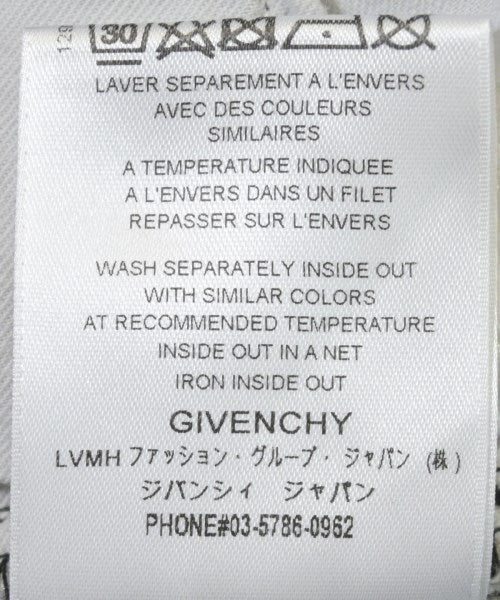 129
30
LAVER SEPAREMENT A L'ENVERS
AVEC DES COULEURS
SIMILAIRES
A TEMPERATURE INDIQUEE
A L'ENVERS DANS UN FILET
REPASSER SUR L'ENVERS
WASH SEPARATELY INSIDE OUT
WITH SIMILAR COLORS
AT RECOMMENDED TEMPERATURE
INSIDE OUT IN A NET
IRON INSIDE OUT
GIVENCHY
LVMH ファッション・グループ・ジャパン (株)
ジバンシィ ジャパン
PHONE#03-5786-0962